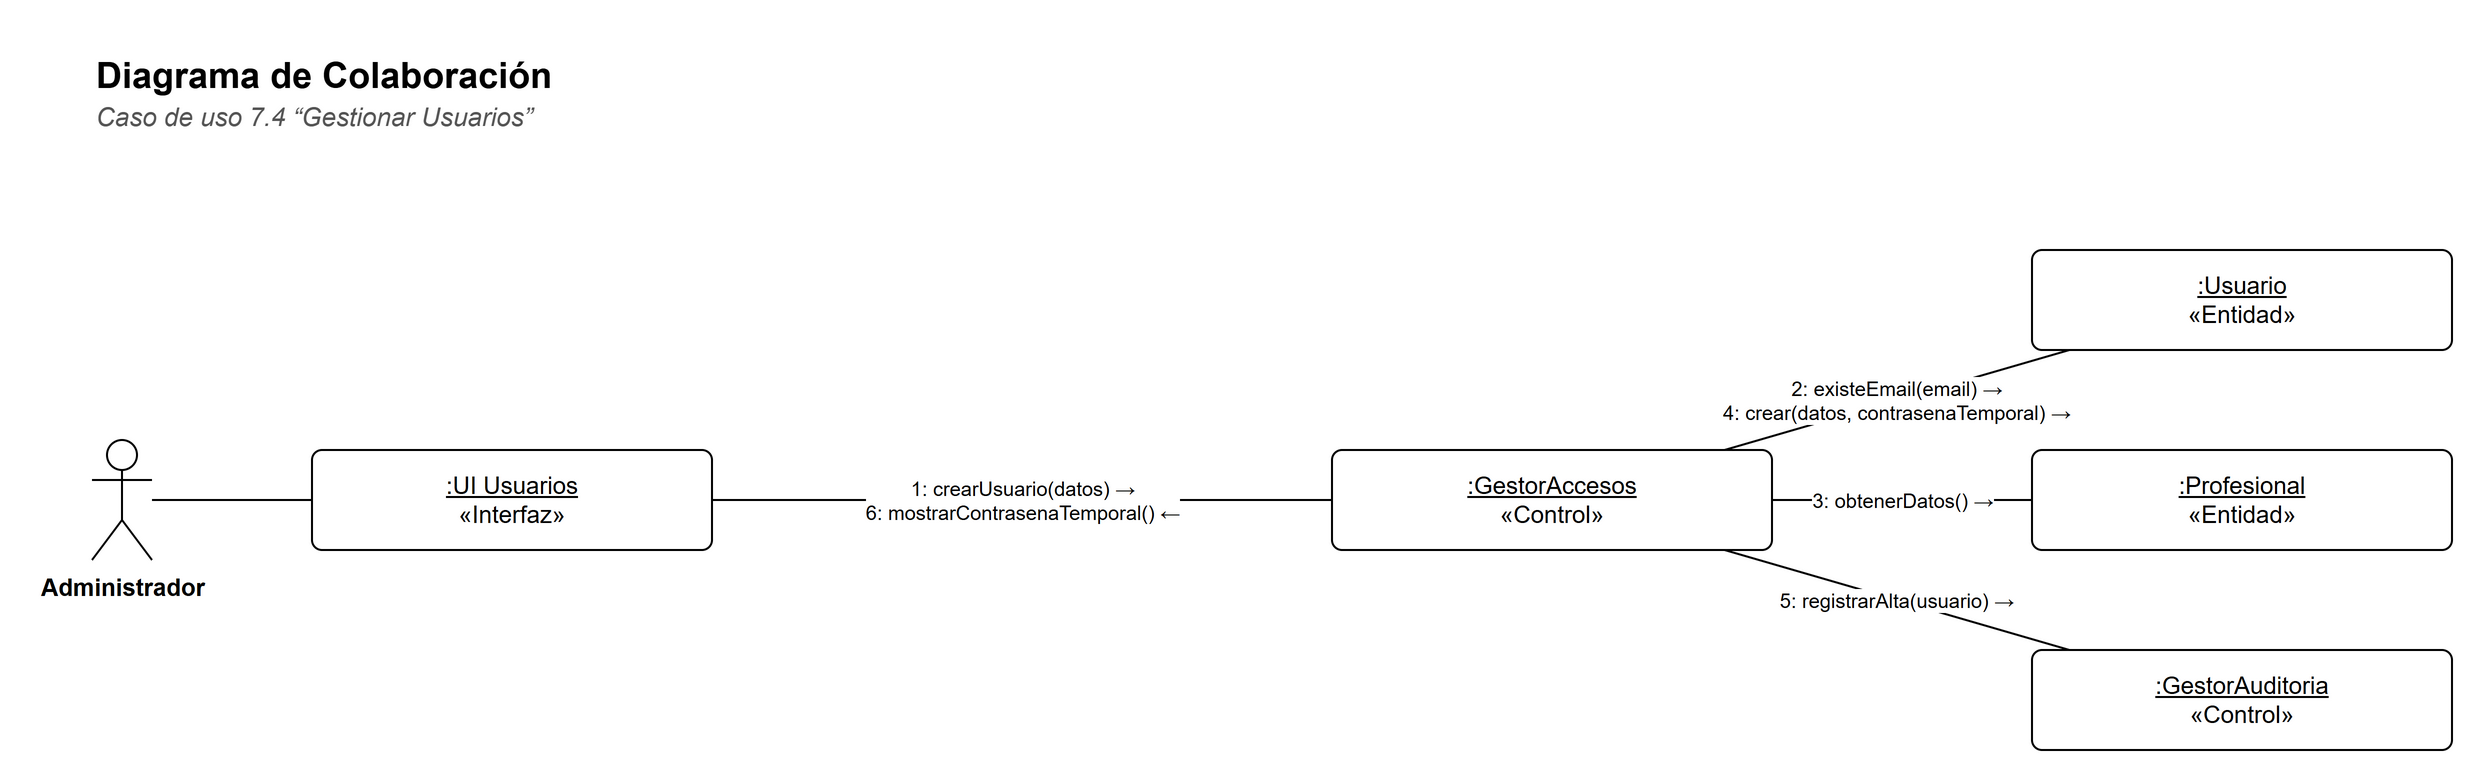 Diagrama de Colaboración
Caso de uso 7.4 “Gestionar Usuarios”
:Usuario
«Entidad»
2: existeEmail(email) →
4: crear(datos, contrasenaTemporal) →
:UI Usuarios
«Interfaz»
1: crearUsuario(datos) →
6: mostrarContrasenaTemporal() ←
:GestorAccesos
«Control»
3: obtenerDatos() →
:Profesional
«Entidad»
Administrador
5: registrarAlta(usuario) →
:GestorAuditoria
«Control»